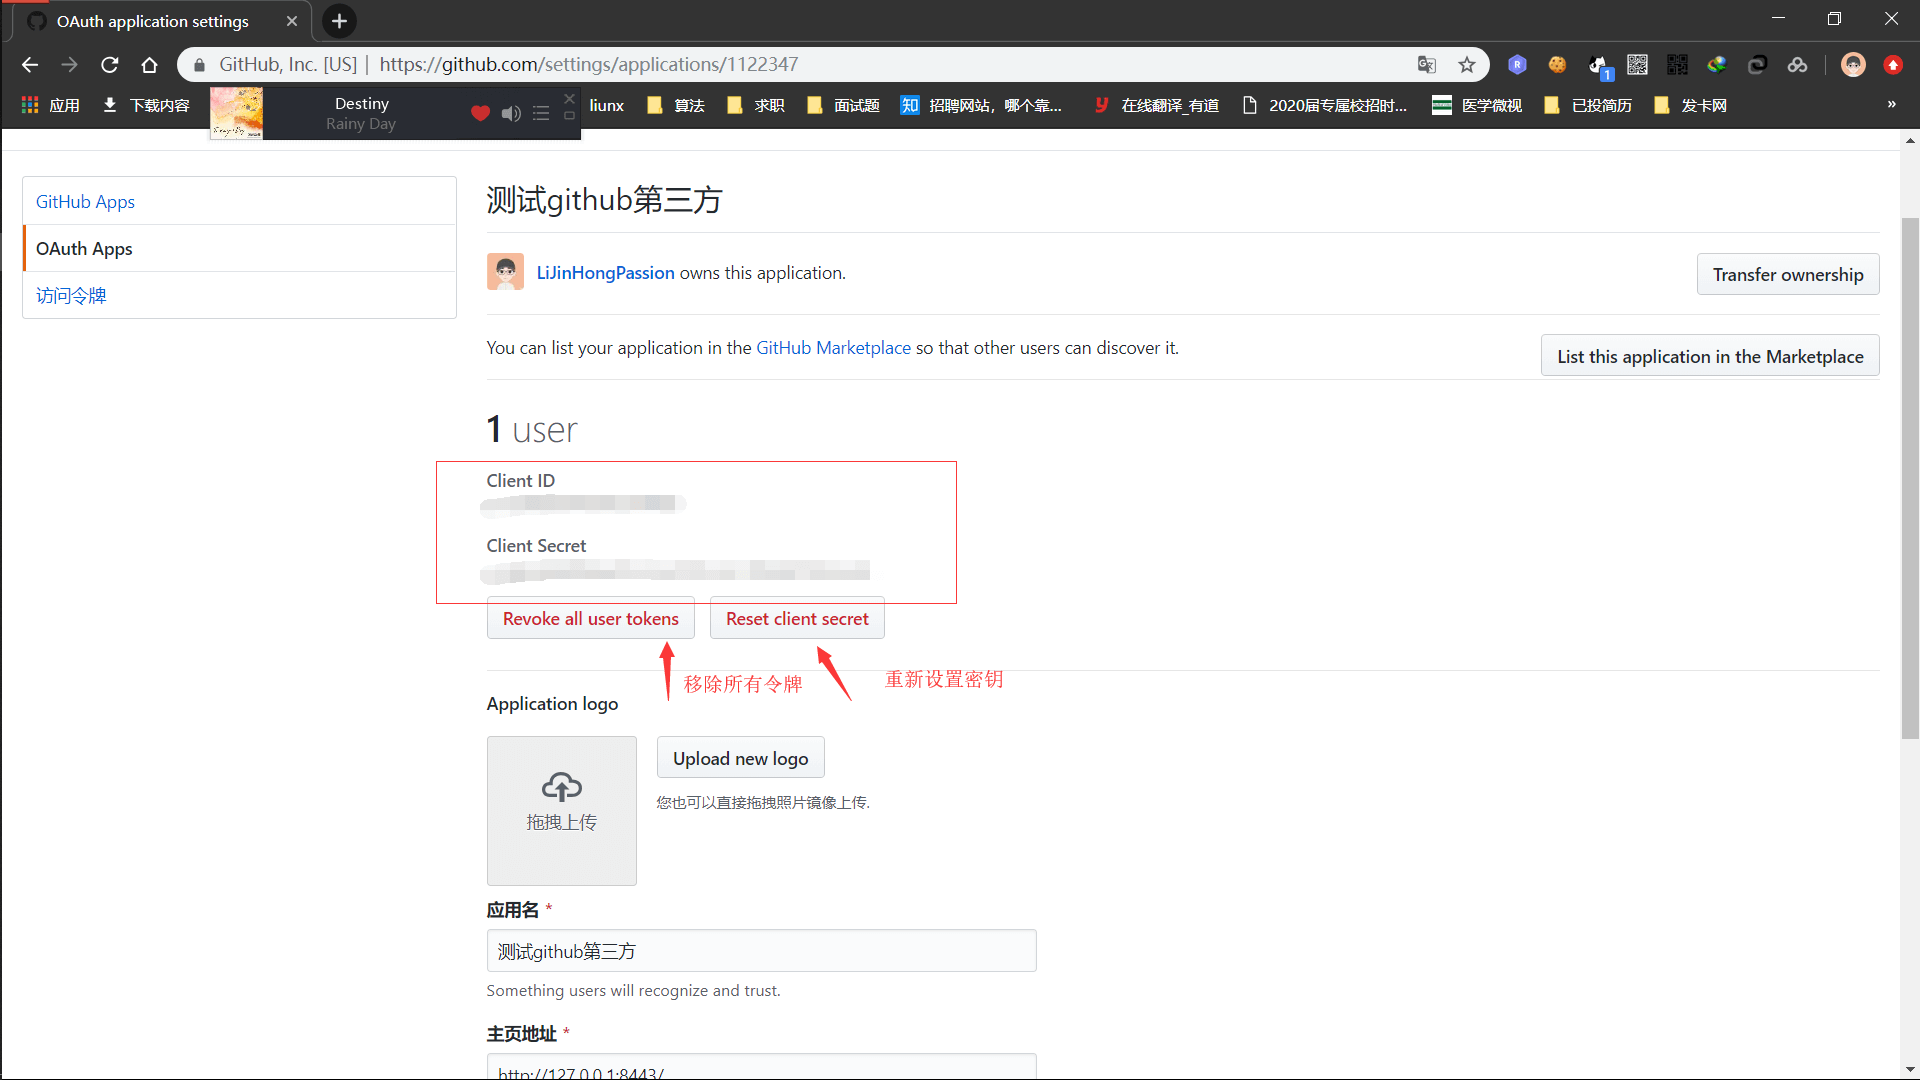 OAuth application settings
GitHub, Inc. [US] | https://github.com/settings/applications/1122347
1
应用
下载内容
Destiny
Rainy Day
liunx
算法
求职
面试题
知 招聘网站，哪个靠...
在线翻译_有道
2020届专属校招时...
医学微视
已投简历
发卡网
»
GitHub Apps
OAuth Apps
访问令牌
测试github第三方
LiJinHongPassion owns this application.
Transfer ownership
You can list your application in the GitHub Marketplace so that other users can discover it.
List this application in the Marketplace
1 user
Client ID
Client Secret
Revoke all user tokens
Reset client secret
移除所有令牌
重新设置密钥
Application logo
拖拽上传
Upload new logo
您也可以直接拖拽照片镜像上传.
应用名 *
测试github第三方
Something users will recognize and trust.
主页地址 *
http://127.0.0.1:8443/